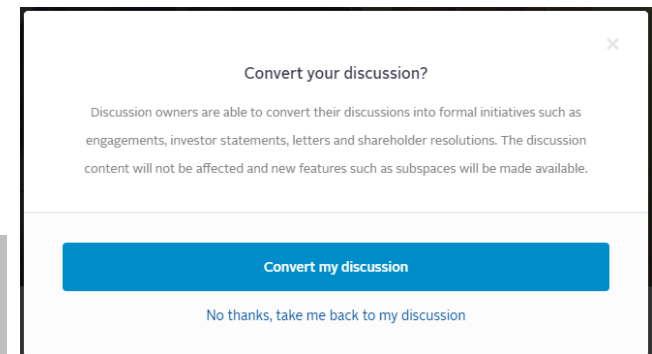 Convert your discussion?
Discussion owners are able to convert their discussions into formal initiatives such as
engagements, investor statements, letters and shareholder resolutions. The discussion
content will not be affected and new features such as subspaces will be made available.
Convert my discussion
No thanks, take me back to my discussion